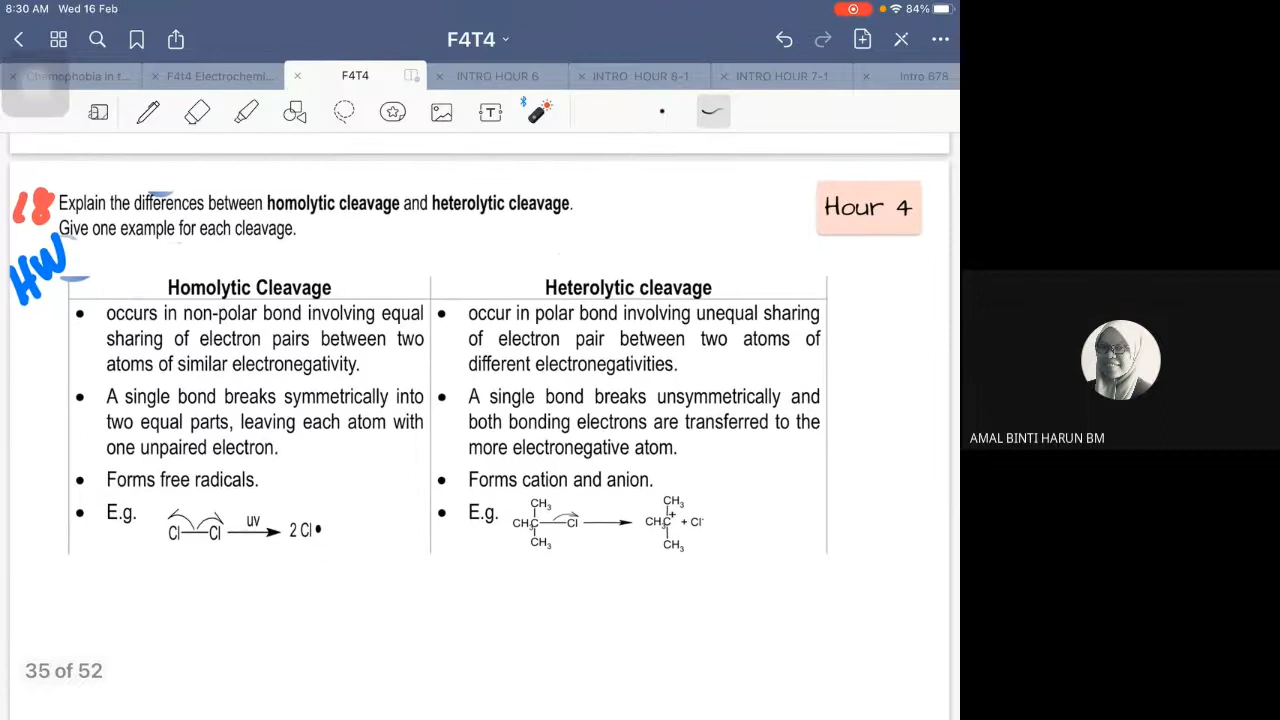 8:30 AM Wed 16 Feb
84%
F4T4
Chemophobia in t...
F4t4 Electrochemi...
F4T4
INTRO HOUR 6
INTRO HOUR 6-1
INTRO HOUR 7-1
Intro 678
18
Explain the differences between homolytic cleavage and heterolytic cleavage.
Give one example for each cleavage.
Hour 4
HW
Homolytic Cleavage
• occurs in non-polar bond involving equal
sharing of electron pairs between two
atoms of similar electronegativity.
• A single bond breaks symmetrically into
two equal parts, leaving each atom with
one unpaired electron.
• Forms free radicals.
• E.g.
Cl—Cl
uv
2 Cl•
Heterolytic cleavage
• occur in polar bond involving unequal sharing
of electron pair between two atoms of
different electronegativities.
• A single bond breaks unsymmetrically and
both bonding electrons are transferred to the
more electronegative atom.
• Forms cation and anion.
• E.g.
CH₃
CH₃C—Cl
CH₃
CH₃
CH₃C⁺ + Cl⁻
CH₃
35 of 52
AMAL BINTI HARUN BM